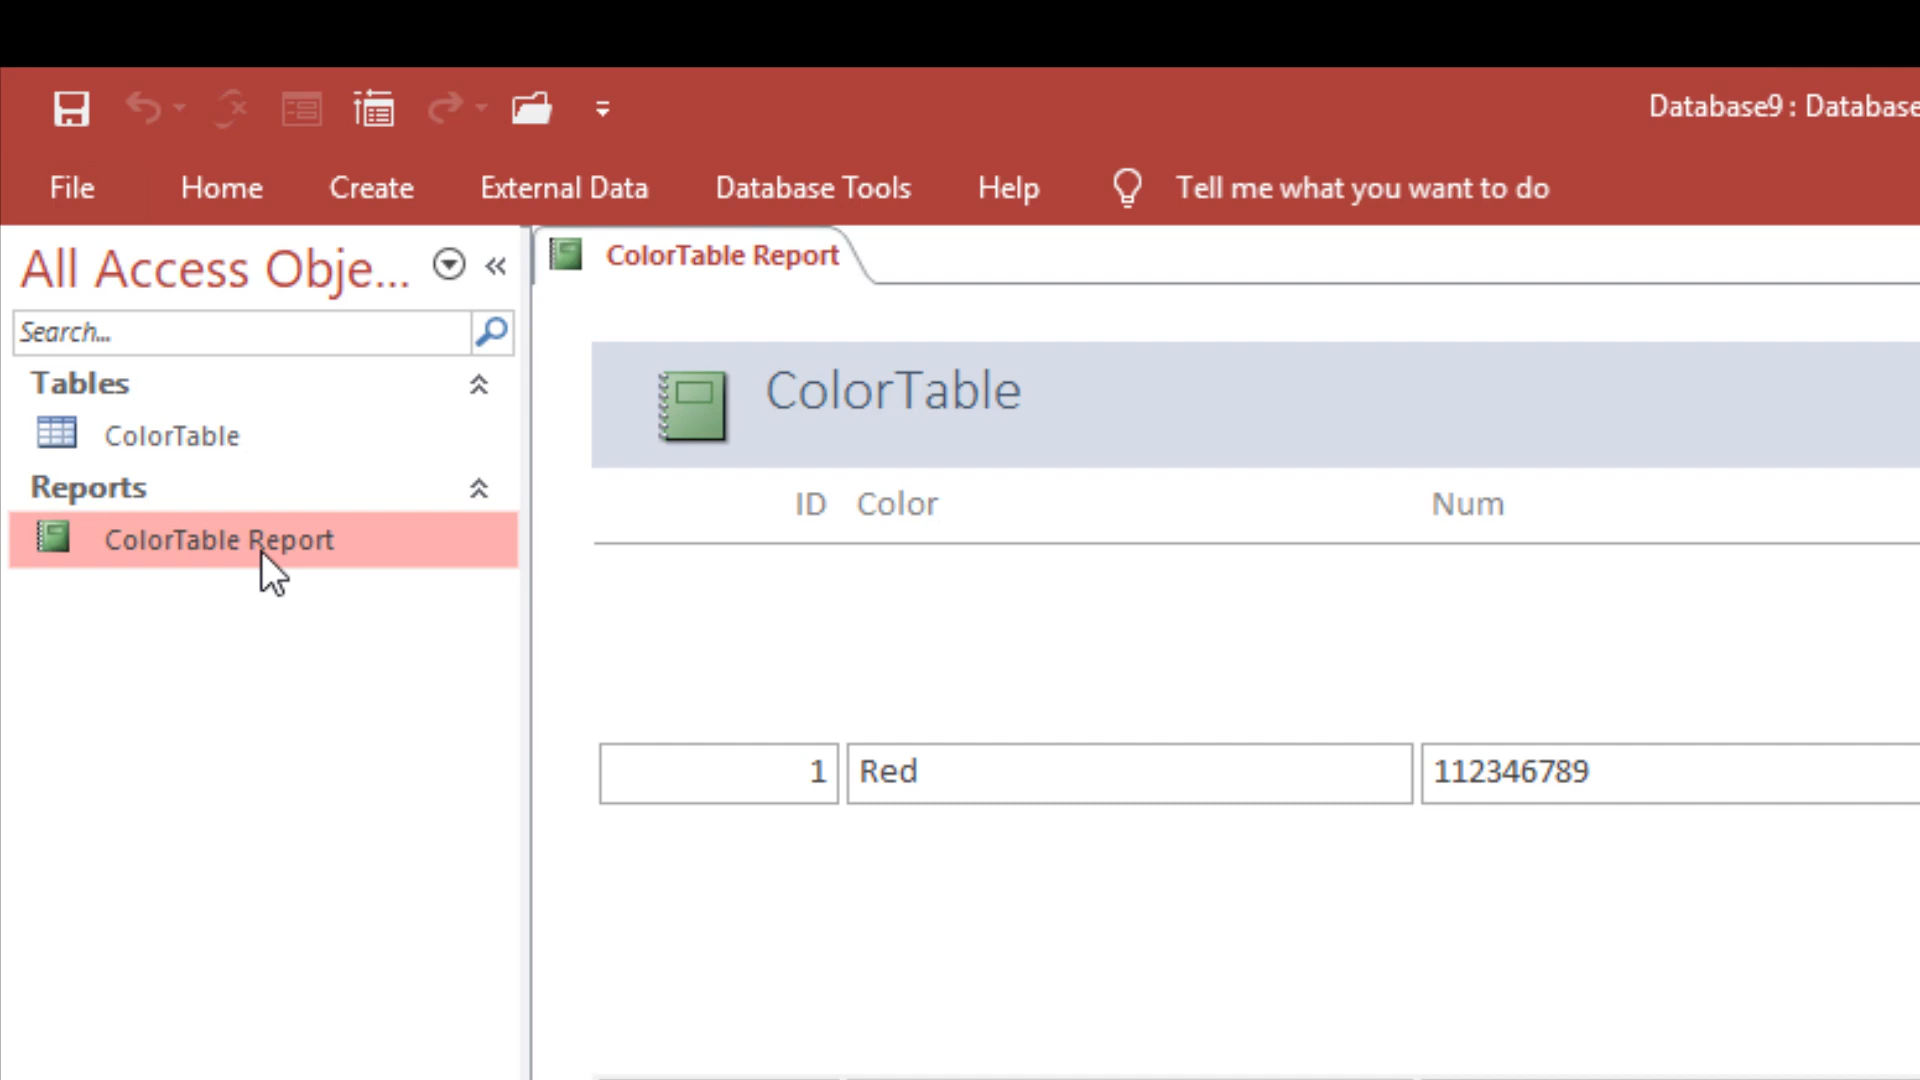 Database9 : Database
File Home Create External Data Database Tools Help Tell me what you want to do
All Access Obje...
ColorTable Report
Search...
Tables
ColorTable
Reports
ColorTable Report
ColorTable
ID Color Num
1 Red 112346789